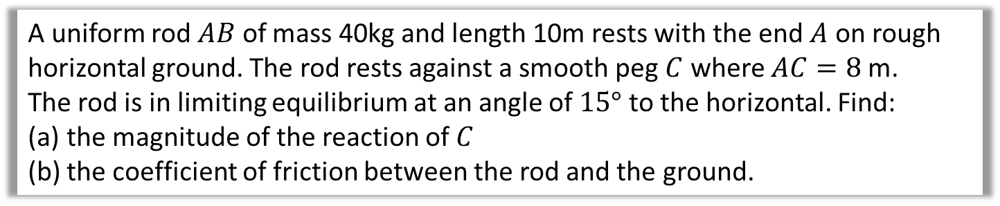 A uniform rod AB of mass 40kg and length 10m rests with the end A on rough
horizontal ground. The rod rests against a smooth peg C where AC = 8 m.
The rod is in limiting equilibrium at an angle of 15° to the horizontal. Find:
(a) the magnitude of the reaction of C
(b) the coefficient of friction between the rod and the ground.